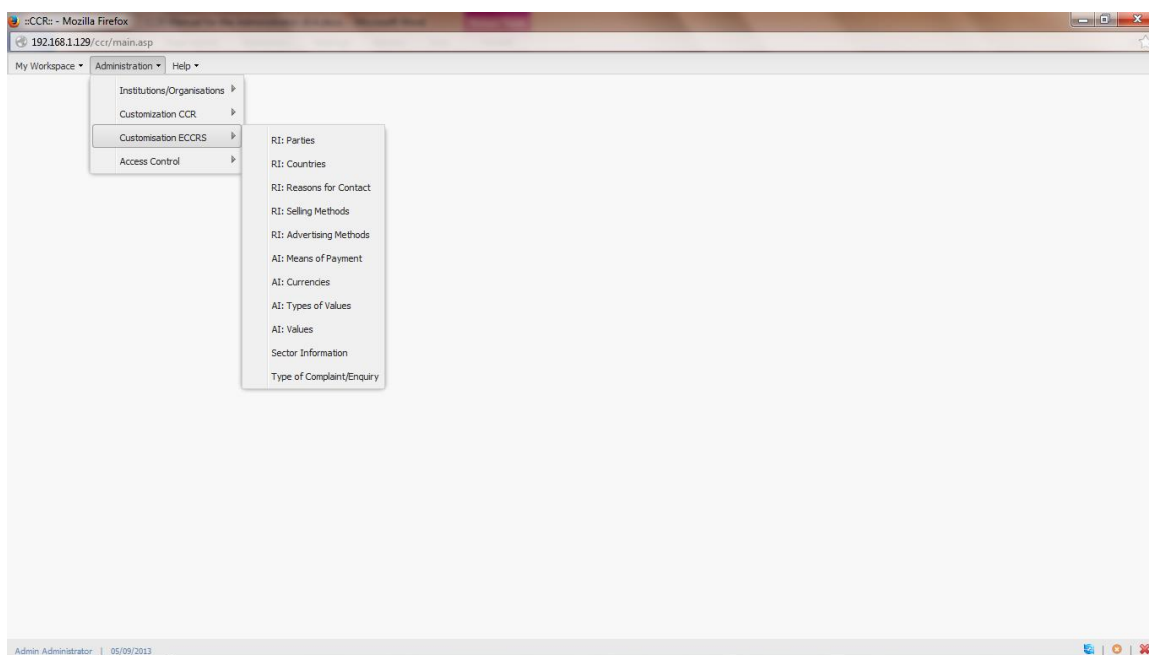 ::CCR:: - Mozilla Firefox
192.168.1.129/ccr/main.asp
My Workspace Administration Help
Institutions/Organisations
Customization CCR
Customisation ECCRS
Access Control
RI: Parties
RI: Countries
RI: Reasons for Contact
RI: Selling Methods
RI: Advertising Methods
AI: Means of Payment
AI: Currencies
AI: Types of Values
AI: Values
Sector Information
Type of Complaint/Enquiry
Admin Administrator | 05/09/2013